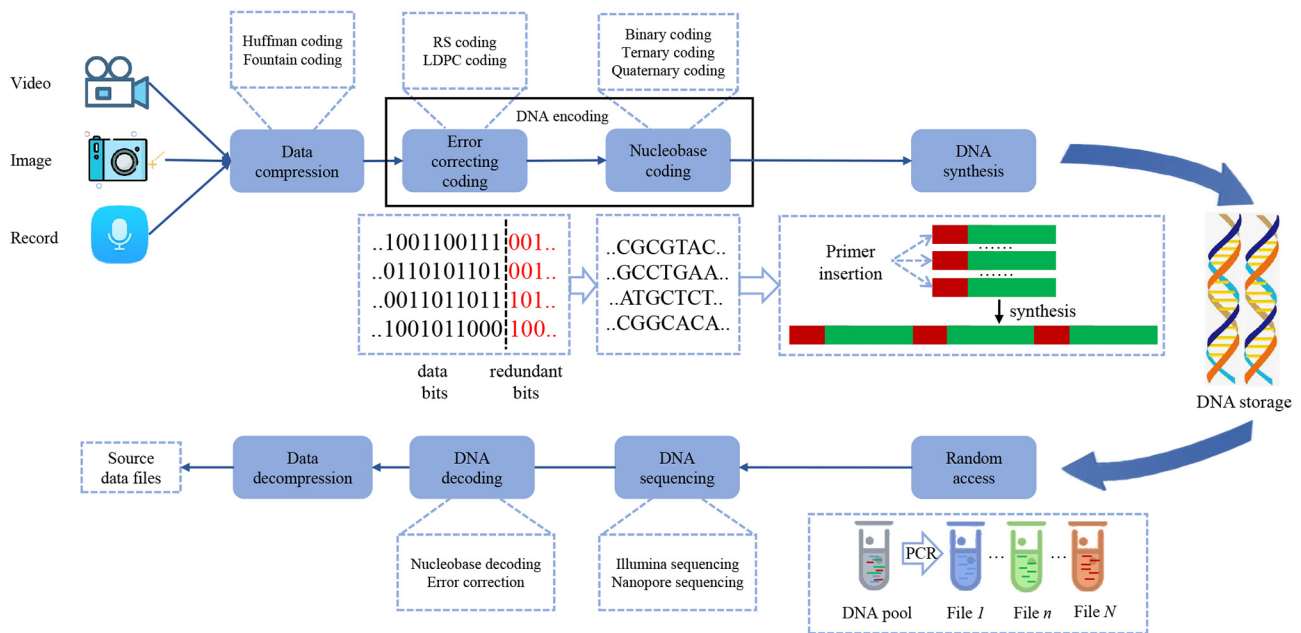 Huffman coding
Fountain coding
RS coding
LDPC coding
Binary coding
Ternary coding
Quaternary coding
Video
Image
Record
Data
compression
DNA encoding
Error
correcting
coding
Nucleobase
coding
DNA
synthesis
..1001100111 001..
..0110101101 001..
..0011011011 101..
..1001011000 100..
data
bits
redundant
bits
..CGCGTAC..
..GCCTGAA..
..ATGCTCT..
..CGGCACA..
Primer
insertion
......
......
synthesis
DNA storage
Source
data files
Data
decompression
DNA
decoding
DNA
sequencing
Random
access
Nucleobase decoding
Error correction
Illumina sequencing
Nanopore sequencing
PCR
...
...
DNA pool
File 1
File n
File N